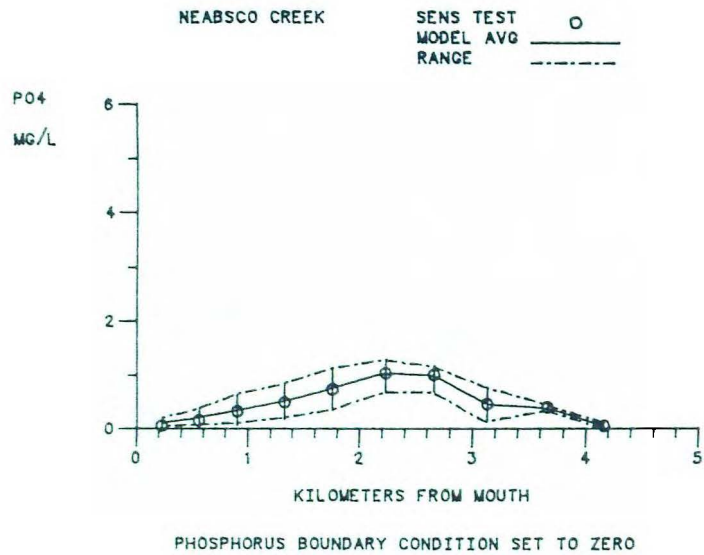 NEABSCO CREEK
SENS TEST
MODEL AVG
RANGE
PO4
MG/L
6
4
2
0
0 1 2 3 4 5
KILOMETERS FROM MOUTH
PHOSPHORUS BOUNDARY CONDITION SET TO ZERO